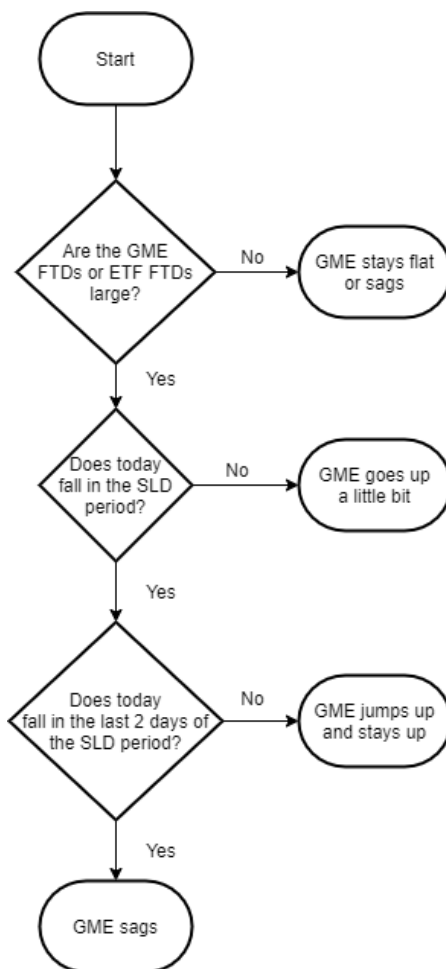 Start
Are the GME
FTDs or ETF FTDs
large?
No
GME stays flat
or sags
Yes
Does today
fall in the SLD
period?
No
GME goes up
a little bit
Yes
Does today
fall in the last 2 days of
the SLD period?
No
GME jumps up
and stays up
Yes
GME sags